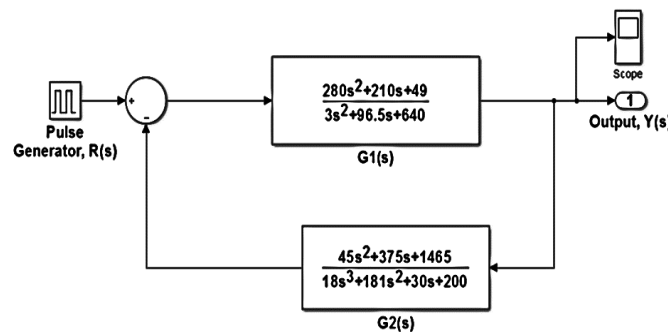 280s²+210s+49
3s²+96.5s+640
G1(s)
Scope
+
-
1
Pulse
Generator, R(s)
Output, Y(s)
45s²+375s+1465
18s³+181s²+30s+200
G2(s)